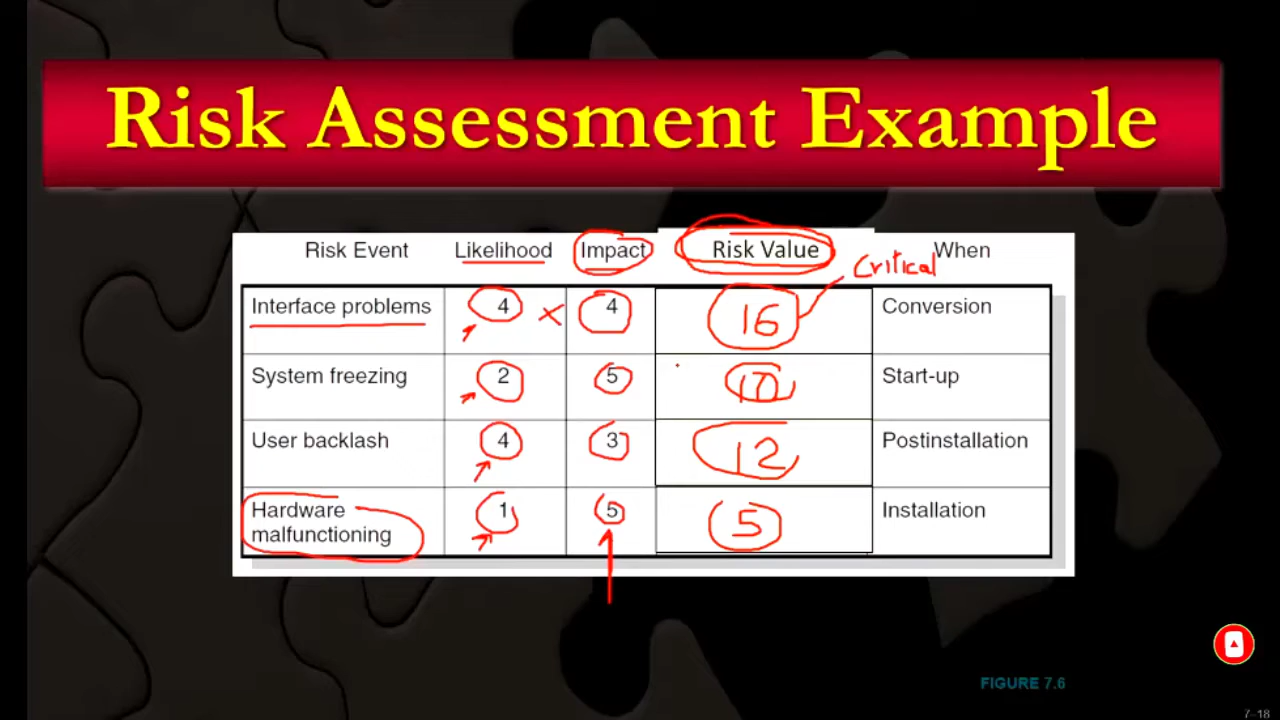 Risk Assessment Example
Risk Event Likelihood Impact Risk Value When
Critical
Interface problems 4 × 4 16 Conversion
System freezing 2 5 10 Start-up
User backlash 4 3 12 Postinstallation
Hardware 1 5 5 Installation
malfunctioning
FIGURE 7.6
7–18